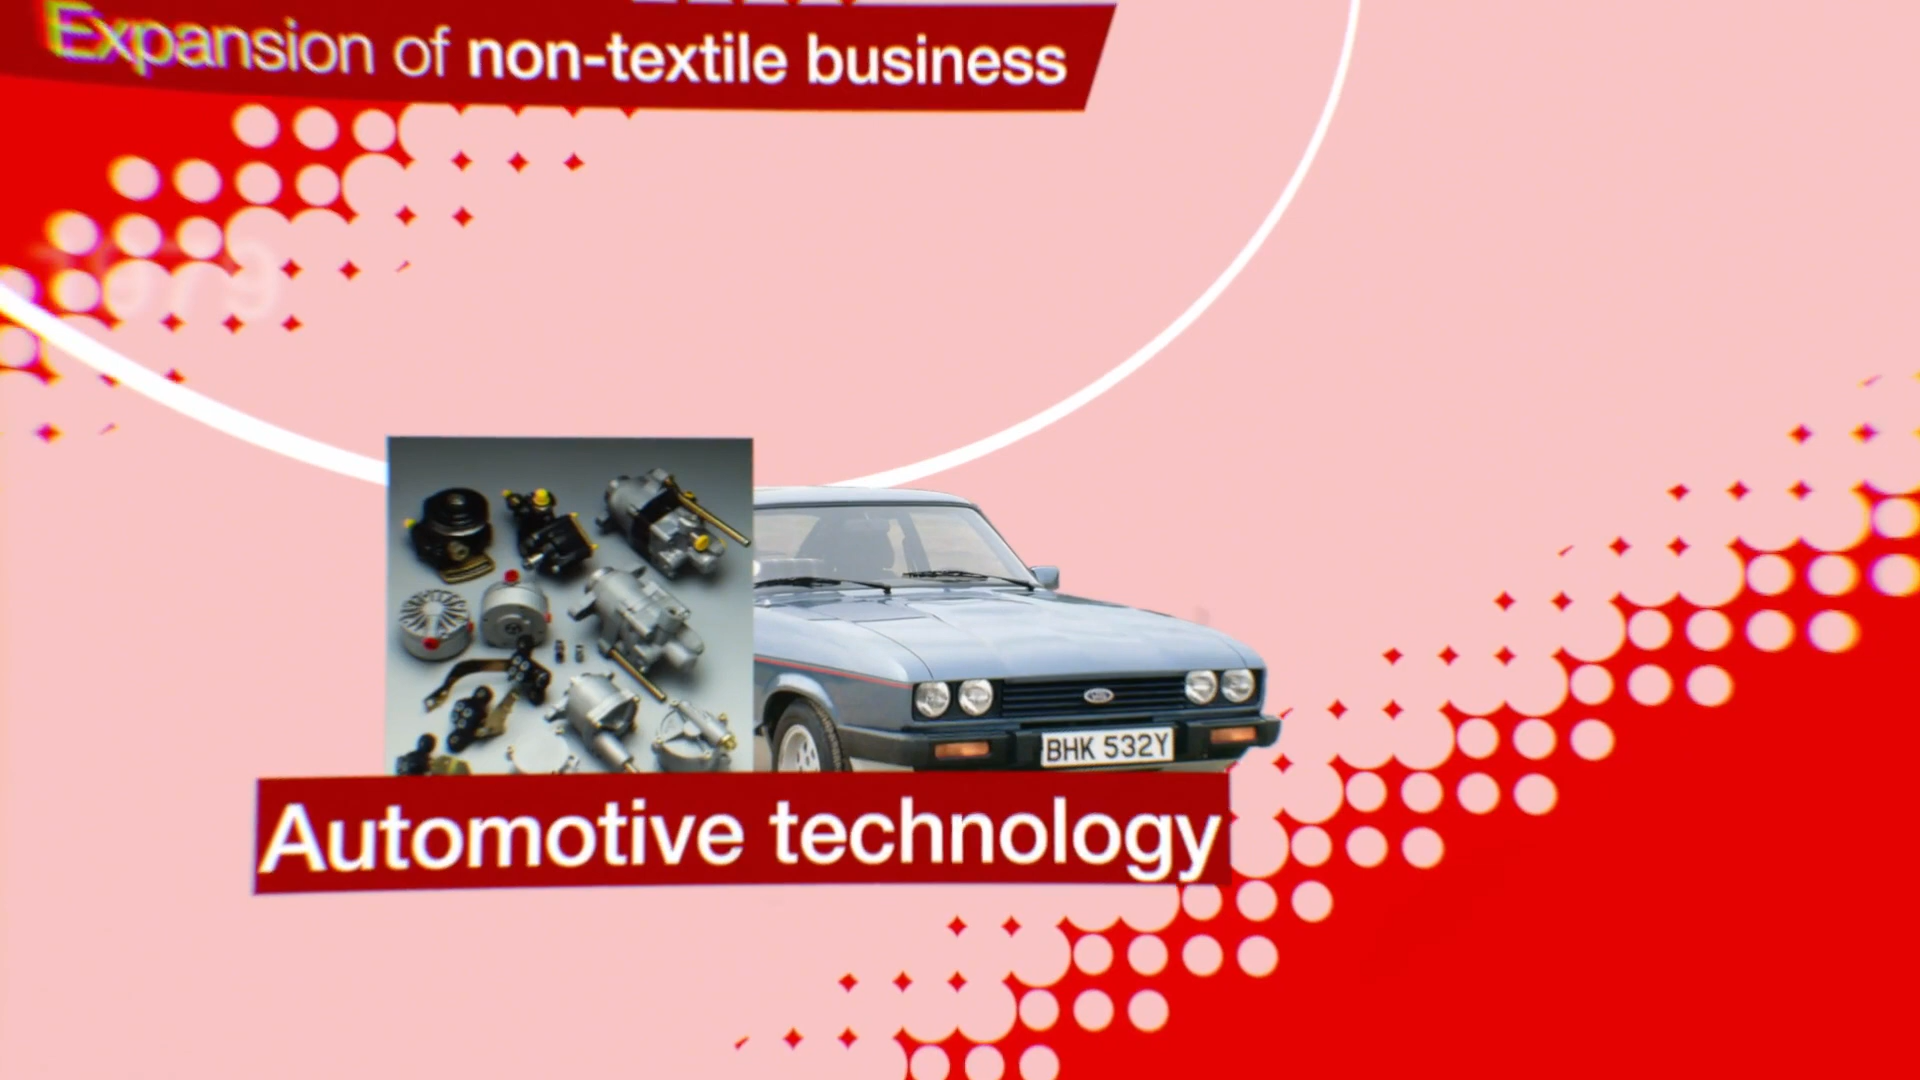 Expansion of non-textile business
BHK 532Y
Automotive technology